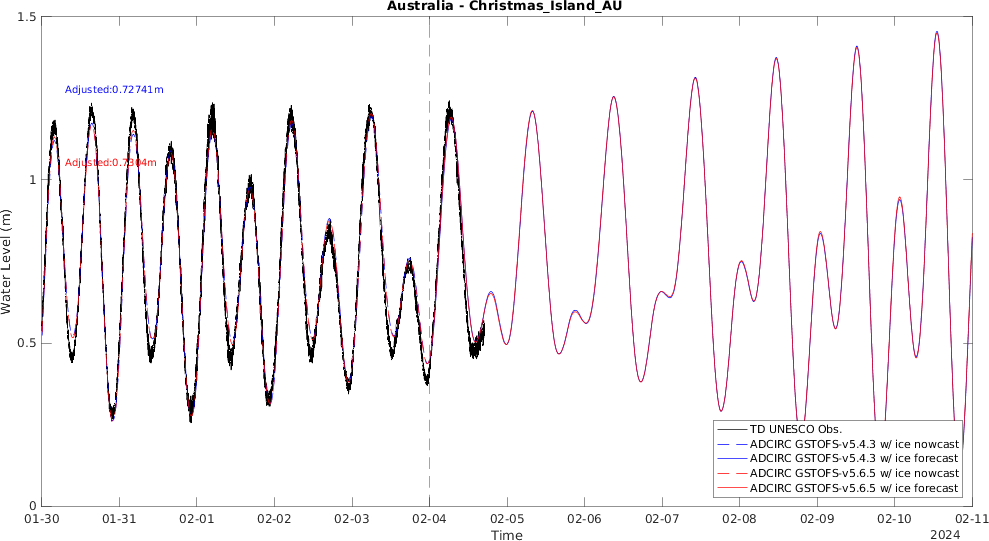 Australia - Christmas_Island_AU
1.5
Adjusted:0.72741m
Adjusted:0.7304m
1
Water Level (m)
0.5
0
01-30 01-31 02-01 02-02 02-03 02-04 02-05 02-06 02-07 02-08 02-09 02-10 02-11
Time
2024
TD UNESCO Obs.
ADCIRC GSTOFS-v5.4.3 w/ ice nowcast
ADCIRC GSTOFS-v5.4.3 w/ ice forecast
ADCIRC GSTOFS-v5.6.5 w/ ice nowcast
ADCIRC GSTOFS-v5.6.5 w/ ice forecast